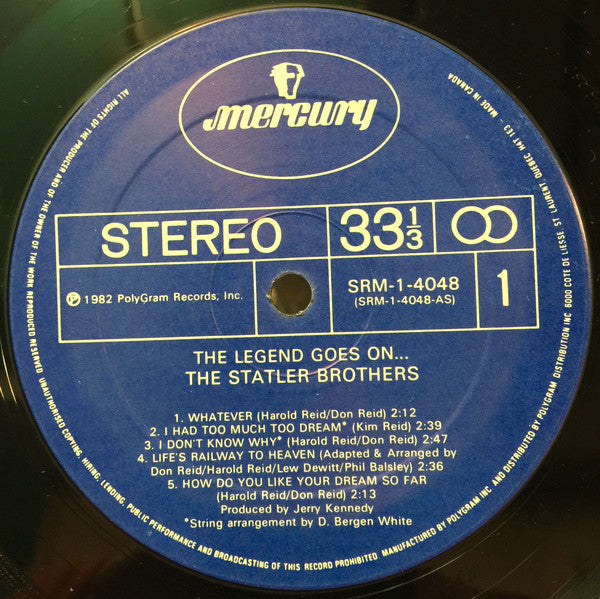 mercury
STEREO
33 1/3
℗ 1982 PolyGram Records, Inc.
SRM-1-4048
(SRM-1-4048-AS)
1
THE LEGEND GOES ON...
THE STATLER BROTHERS
1. WHATEVER (Harold Reid/Don Reid) 2:12
2. I HAD TOO MUCH TOO DREAM* (Kim Reid) 2:39
3. I DON'T KNOW WHY* (Harold Reid/Don Reid) 2:47
4. LIFE'S RAILWAY TO HEAVEN (Adapted & Arranged by
Don Reid/Harold Reid/Lew Dewitt/Phil Balsley) 2:36
5. HOW DO YOU LIKE YOUR DREAM SO FAR
(Harold Reid/Don Reid) 2:13
Produced by Jerry Kennedy
*String arrangement by D. Bergen White
ALL RIGHTS OF THE PRODUCER AND OF THE OWNER OF THE WORK REPRODUCED RESERVED. UNAUTHORISED COPYING, HIRING, LENDING, PUBLIC PERFORMANCE AND BROADCASTING OF THIS RECORD PROHIBITED. MANUFACTURED BY POLYGRAM INC AND DISTRIBUTED BY POLYGRAM DISTRIBUTION INC 6000 COTE DE LIESSE, ST LAURENT, QUEBEC H4T 1E3 MADE IN CANADA